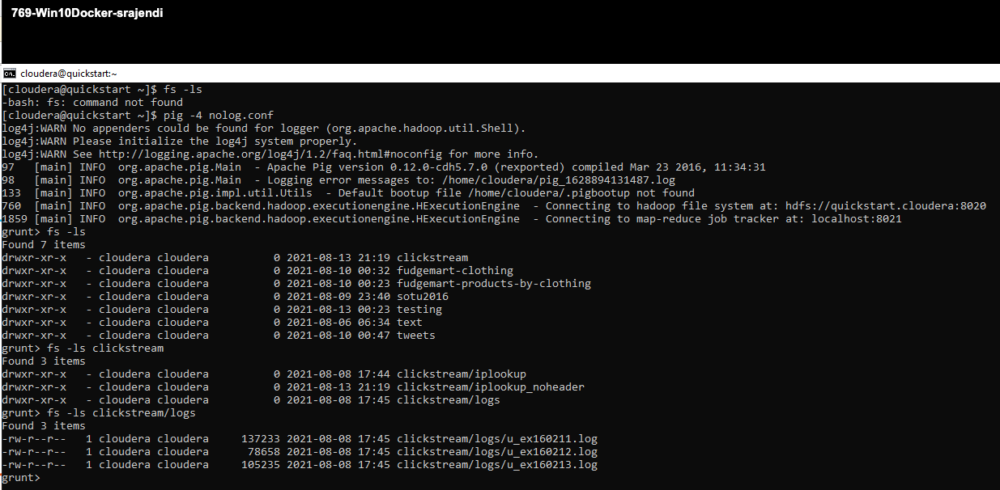 769-Win10Docker-srajendi
cloudera@quickstart:~
[cloudera@quickstart ~]$ fs -ls
-bash: fs: command not found
[cloudera@quickstart ~]$ pig -4 nolog.conf
log4j:WARN No appenders could be found for logger (org.apache.hadoop.util.Shell).
log4j:WARN Please initialize the log4j system properly.
log4j:WARN See http://logging.apache.org/log4j/1.2/faq.html#noconfig for more info.
97   [main] INFO  org.apache.pig.Main  - Apache Pig version 0.12.0-cdh5.7.0 (rexported) compiled Mar 23 2016, 11:34:31
98   [main] INFO  org.apache.pig.Main  - Logging error messages to: /home/cloudera/pig_1628894131487.log
133  [main] INFO  org.apache.pig.impl.util.Utils  - Default bootup file /home/cloudera/.pigbootup not found
760  [main] INFO  org.apache.pig.backend.hadoop.executionengine.HExecutionEngine  - Connecting to hadoop file system at: hdfs://quickstart.cloudera:8020
1859 [main] INFO  org.apache.pig.backend.hadoop.executionengine.HExecutionEngine  - Connecting to map-reduce job tracker at: localhost:8021
grunt> fs -ls
Found 7 items
drwxr-xr-x   - cloudera cloudera          0 2021-08-13 21:19 clickstream
drwxr-xr-x   - cloudera cloudera          0 2021-08-10 00:32 fudgemart-clothing
drwxr-xr-x   - cloudera cloudera          0 2021-08-10 00:23 fudgemart-products-by-clothing
drwxr-xr-x   - cloudera cloudera          0 2021-08-09 23:40 sotu2016
drwxr-xr-x   - cloudera cloudera          0 2021-08-13 00:23 testing
drwxr-xr-x   - cloudera cloudera          0 2021-08-06 06:34 text
drwxr-xr-x   - cloudera cloudera          0 2021-08-10 00:47 tweets
grunt> fs -ls clickstream
Found 3 items
drwxr-xr-x   - cloudera cloudera          0 2021-08-08 17:44 clickstream/iplookup
drwxr-xr-x   - cloudera cloudera          0 2021-08-13 21:19 clickstream/iplookup_noheader
drwxr-xr-x   - cloudera cloudera          0 2021-08-08 17:45 clickstream/logs
grunt> fs -ls clickstream/logs
Found 3 items
-rw-r--r--   1 cloudera cloudera     137233 2021-08-08 17:45 clickstream/logs/u_ex160211.log
-rw-r--r--   1 cloudera cloudera      78658 2021-08-08 17:45 clickstream/logs/u_ex160212.log
-rw-r--r--   1 cloudera cloudera     105235 2021-08-08 17:45 clickstream/logs/u_ex160213.log
grunt>